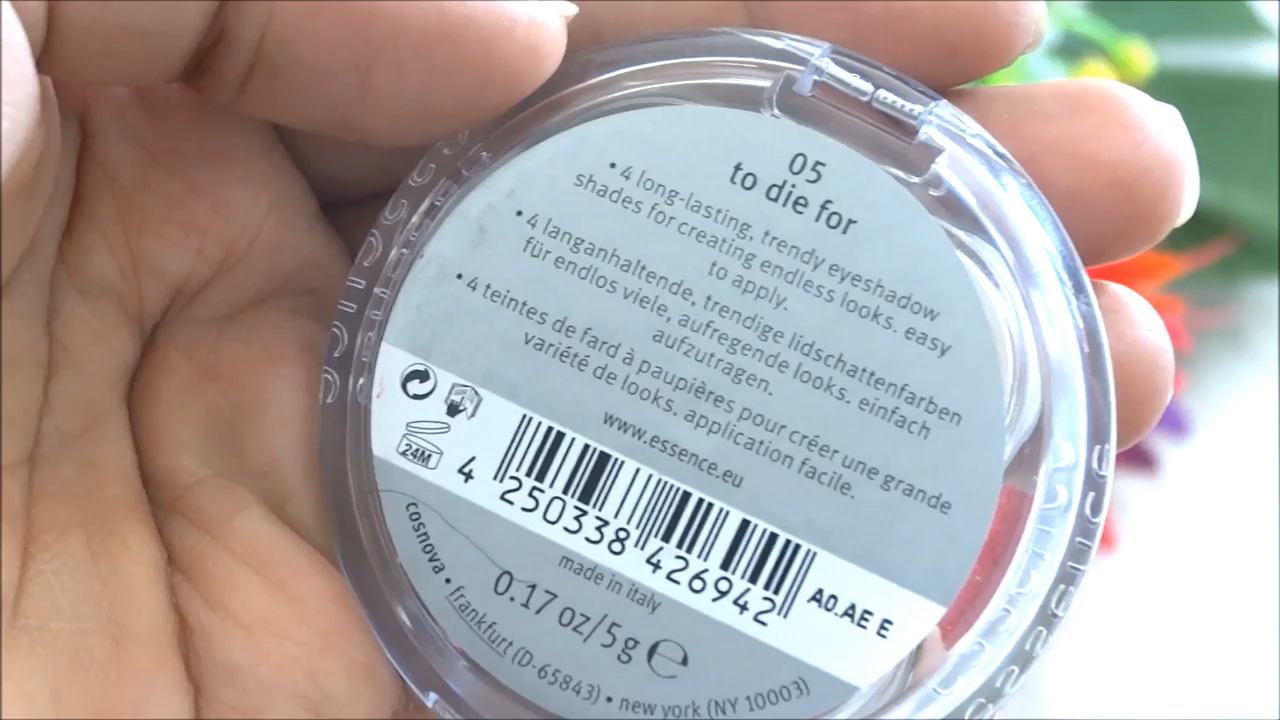 05
to die for
• 4 long-lasting, trendy eyeshadow
shades for creating endless looks. easy
to apply.
• 4 langanhaltende, trendige lidschattenfarben
für endlos viele, aufregende looks. einfach
aufzutragen.
• 4 teintes de fard à paupières pour créer une grande
variété de looks. application facile.
www.essence.eu
24M
4 250338 426942
A0.AE E
made in italy
0.17 oz/5g ℮
cosnova • frankfurt (D-65843) • new york (NY 10003)